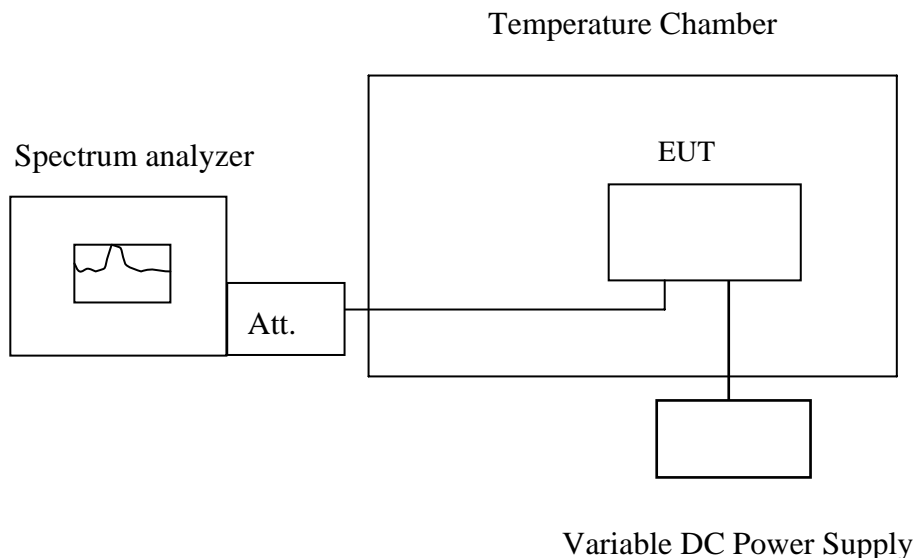 Temperature Chamber
Spectrum analyzer
EUT
Att.
Variable DC Power Supply